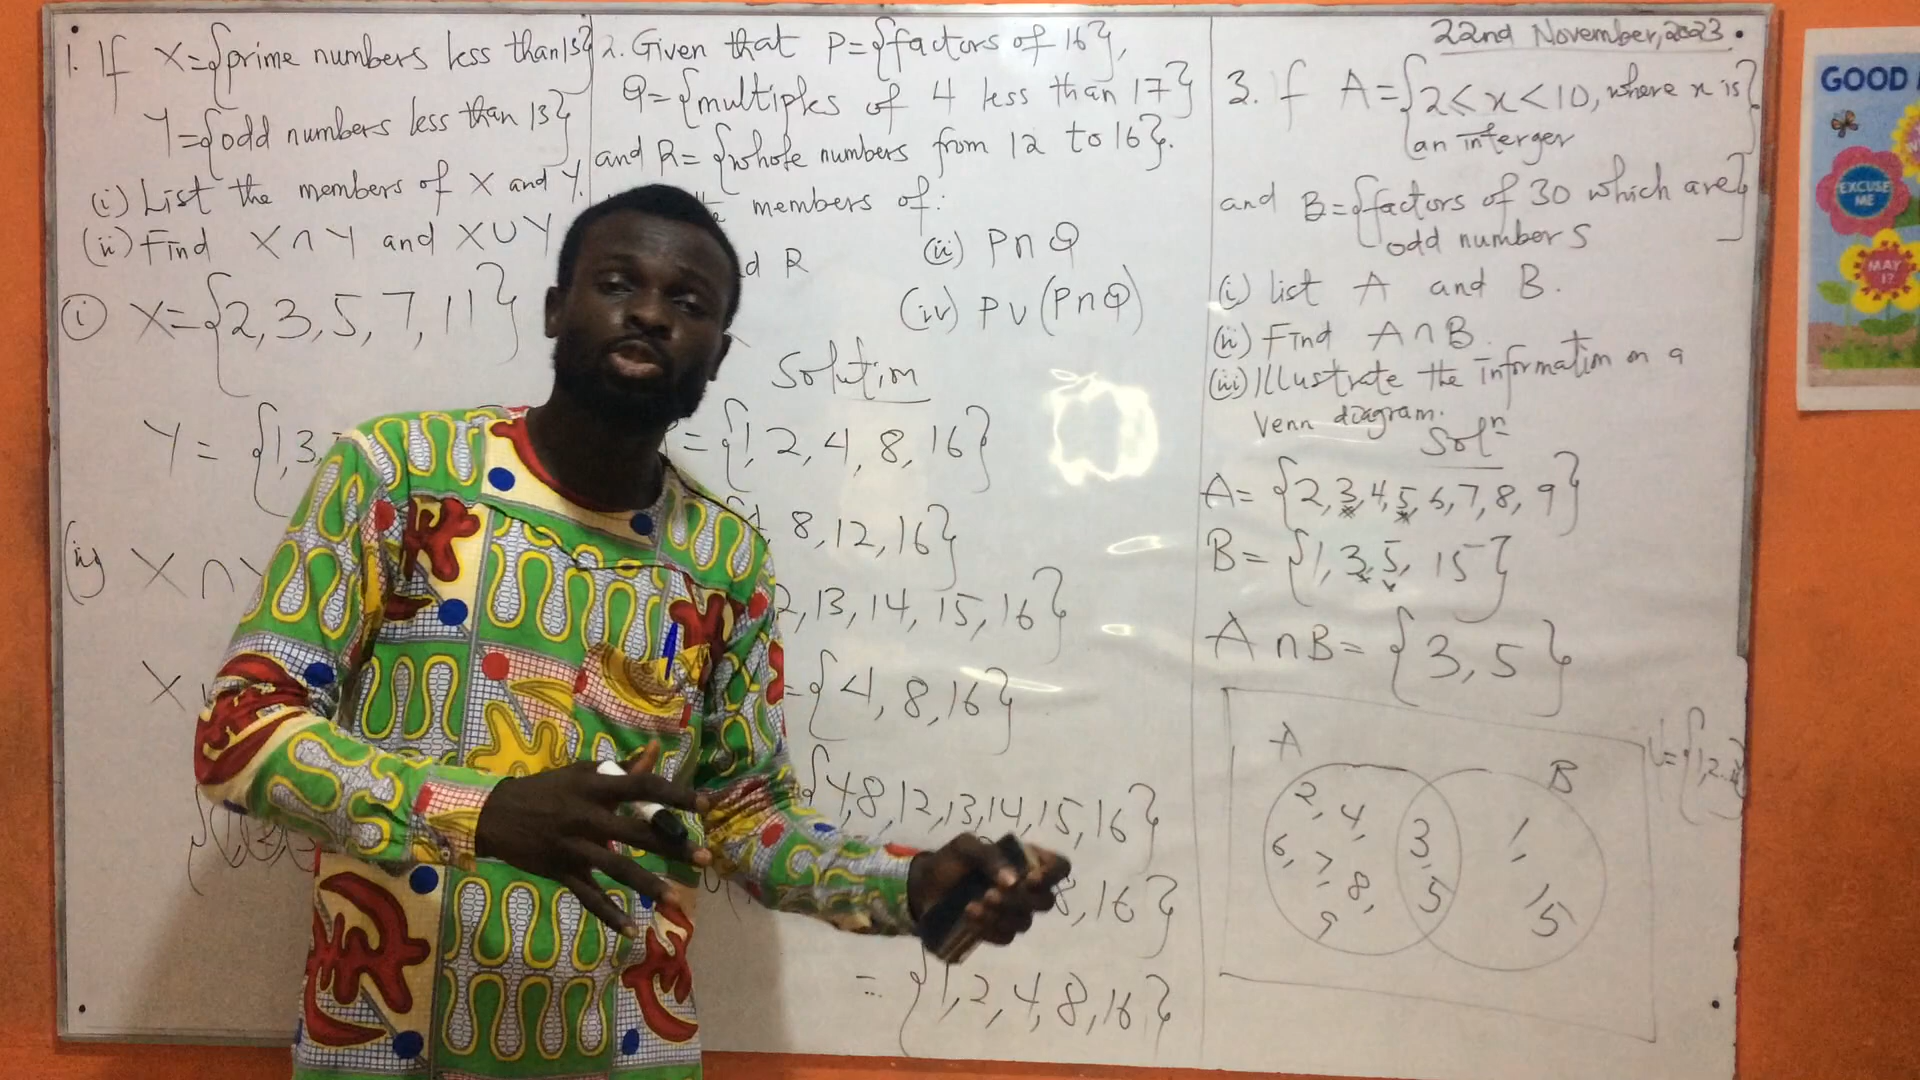 1. If X={prime numbers less than 13}
Y={odd numbers less than 13}
(i) List the members of X and Y.
(ii) Find X∩Y and X∪Y
(i) X={2,3,5,7,11}
Y={1,3,
(ii) X∩
X
2. Given that P={factors of 16},
Q={multiples of 4 less than 17}
and R={whole numbers from 12 to 16}.
members of:
R (ii) P∩Q
(iv) P∪(P∩Q)
Solution
={1,2,4,8,16}
8,12,16}
2,13,14,15,16}
={4,8,16}
{4,8,12,13,14,15,16}
8,16}
={1,2,4,8,16}
22nd November,2023.
3. If A={2<x<10, where x is
an interger}
and B={factors of 30 which are
odd numbers}
(i) list A and B.
(ii) Find A∩B.
(iii) Illustrate the information on a
Venn diagram.
Solⁿ
A={2,3,4,5,6,7,8,9}
B={1,3,5,15}
A∩B={3,5}
A
B
2, 4,
6, 7, 8,
9
3,
5
1,
15
GOOD
EXCUSE
ME
MAY
I?